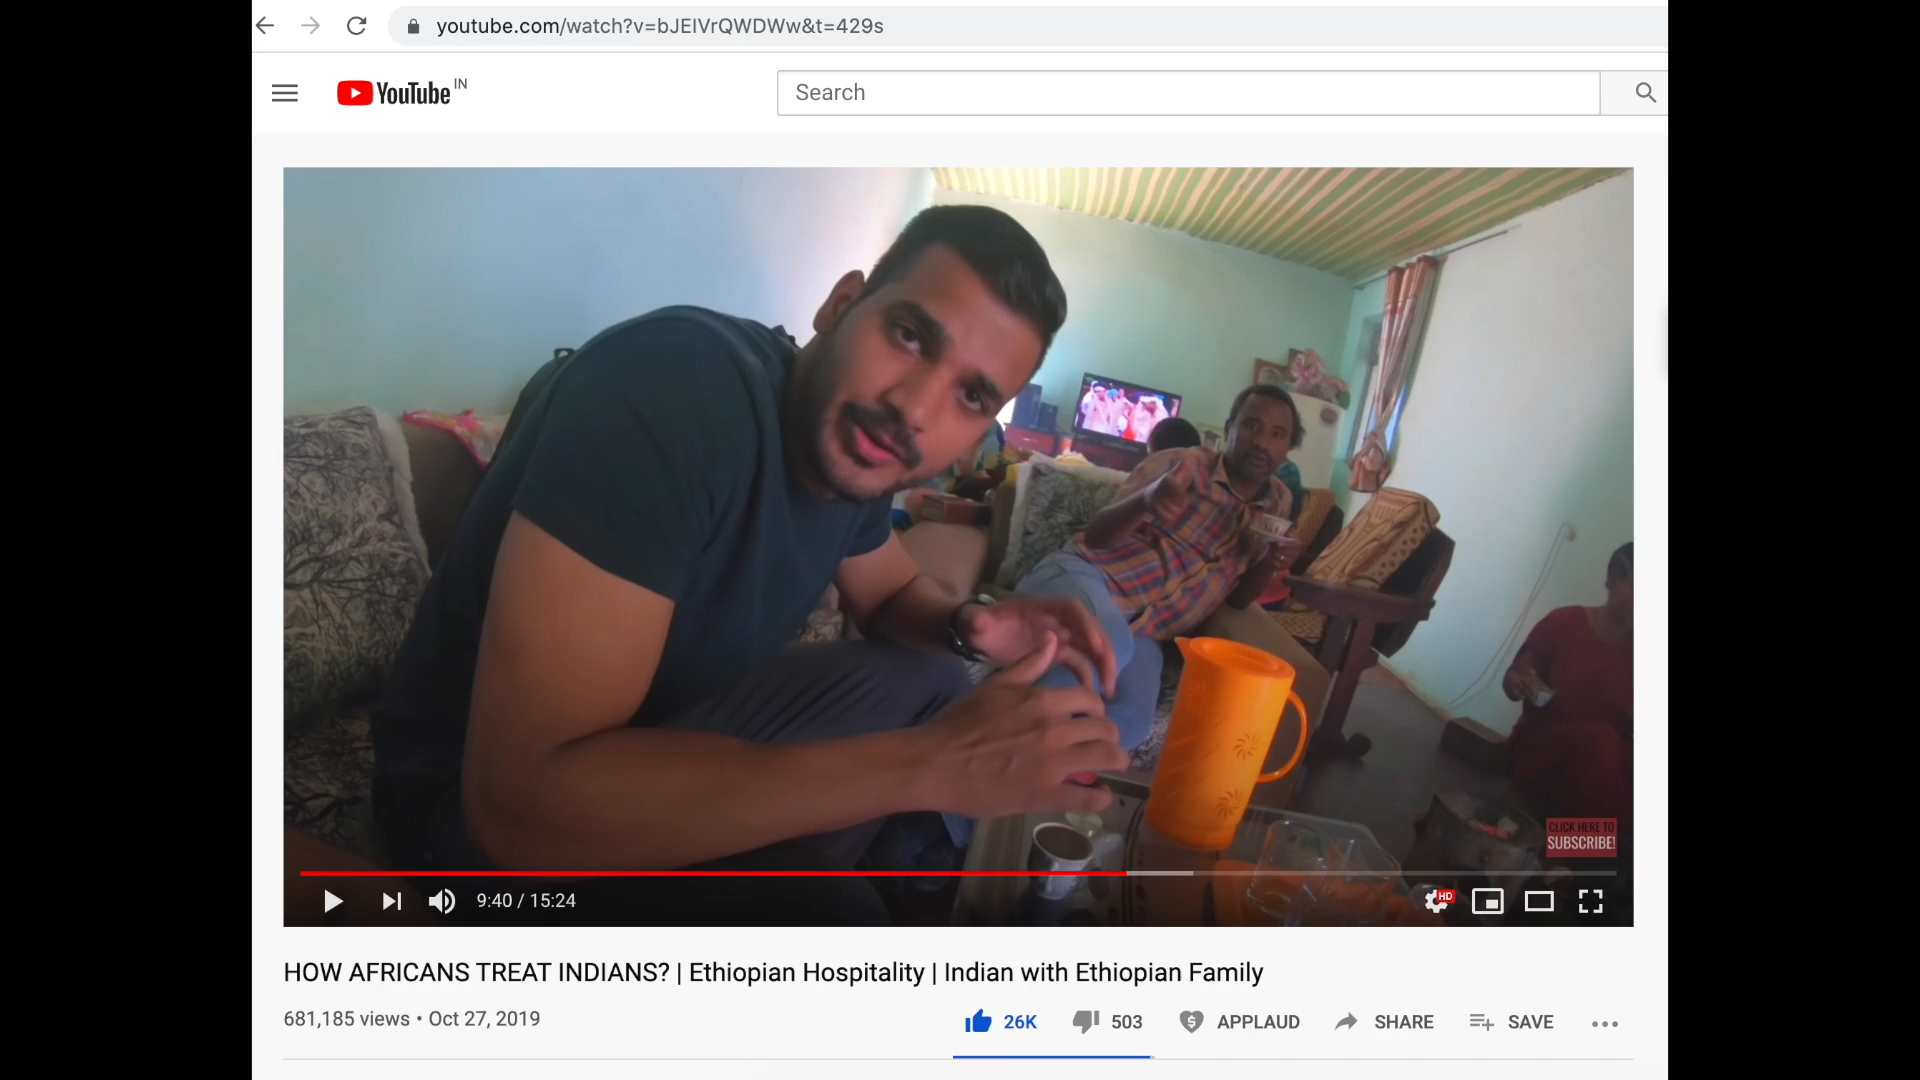 youtube.com/watch?v=bJEIVrQWDWw&t=429s
YouTube IN
Search
CLICK HERE TO
SUBSCRIBE!
9:40 / 15:24
HD
HOW AFRICANS TREAT INDIANS? | Ethiopian Hospitality | Indian with Ethiopian Family
681,185 views • Oct 27, 2019
26K
503
APPLAUD
SHARE
SAVE